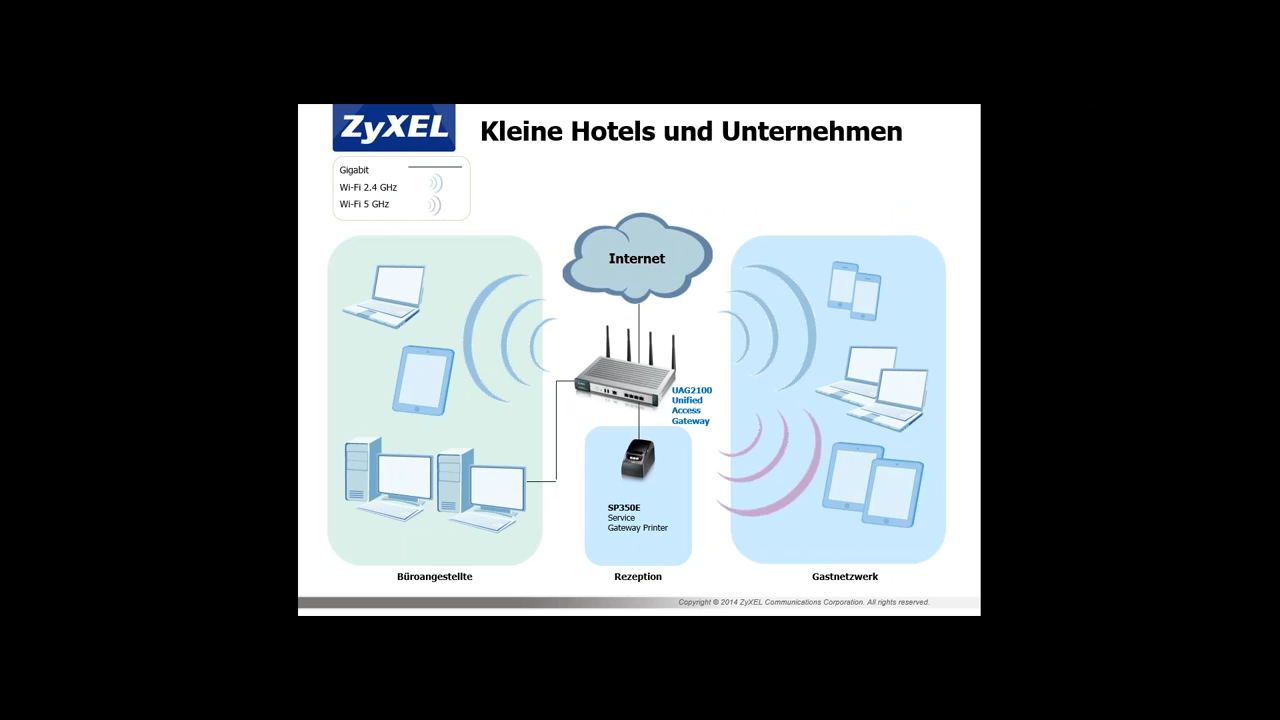 ZyXEL
Kleine Hotels und Unternehmen
Gigabit
Wi-Fi 2.4 GHz
Wi-Fi 5 GHz
Internet
UAG2100
Unified
Access
Gateway
SP350E
Service
Gateway Printer
Büroangestellte
Rezeption
Gastnetzwerk
Copyright © 2014 ZyXEL Communications Corporation. All rights reserved.